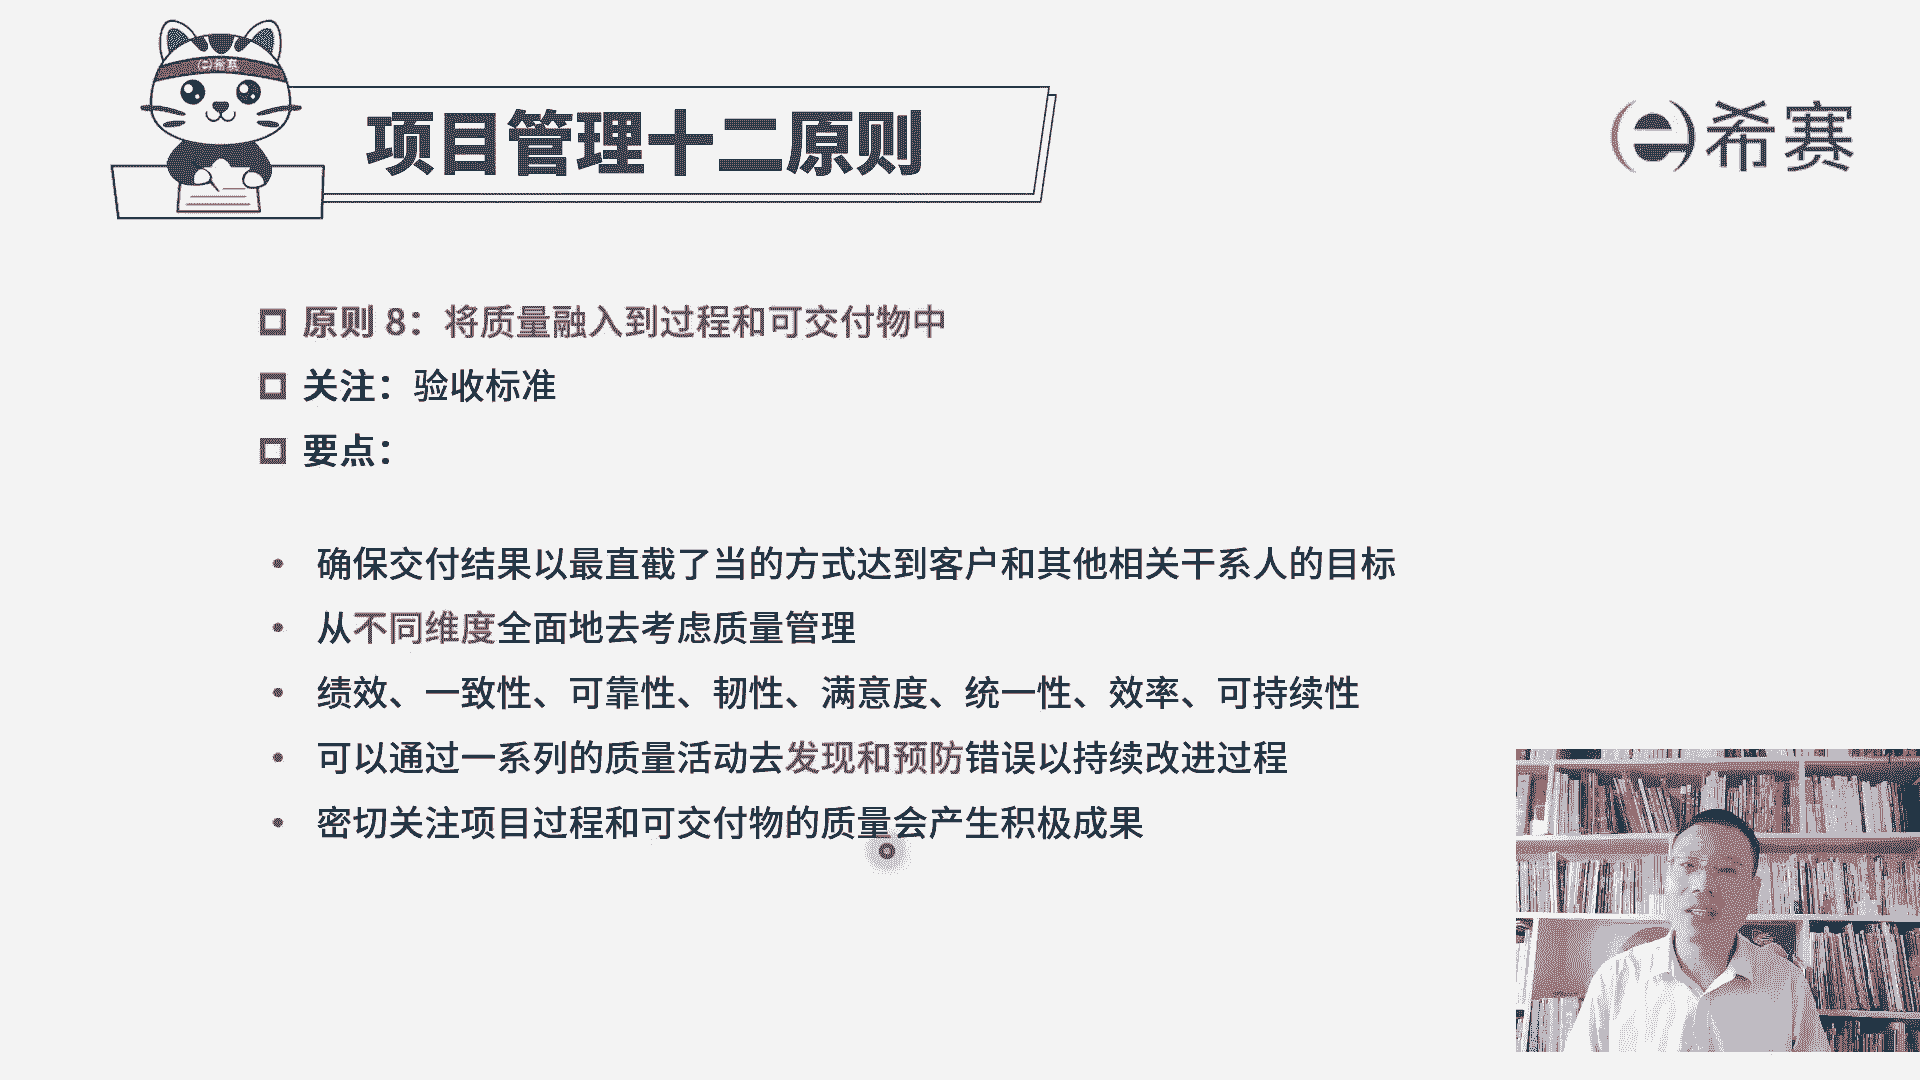 希赛
项目管理十二原则
希赛
原则 8：将质量融入到过程和可交付物中
关注：验收标准
要点：
确保交付结果以最直截了当的方式达到客户和其他相关干系人的目标
从不同维度全面地去考虑质量管理
绩效、一致性、可靠性、韧性、满意度、统一性、效率、可持续性
可以通过一系列的质量活动去发现和预防错误以持续改进过程
密切关注项目过程和可交付物的质量会产生积极成果